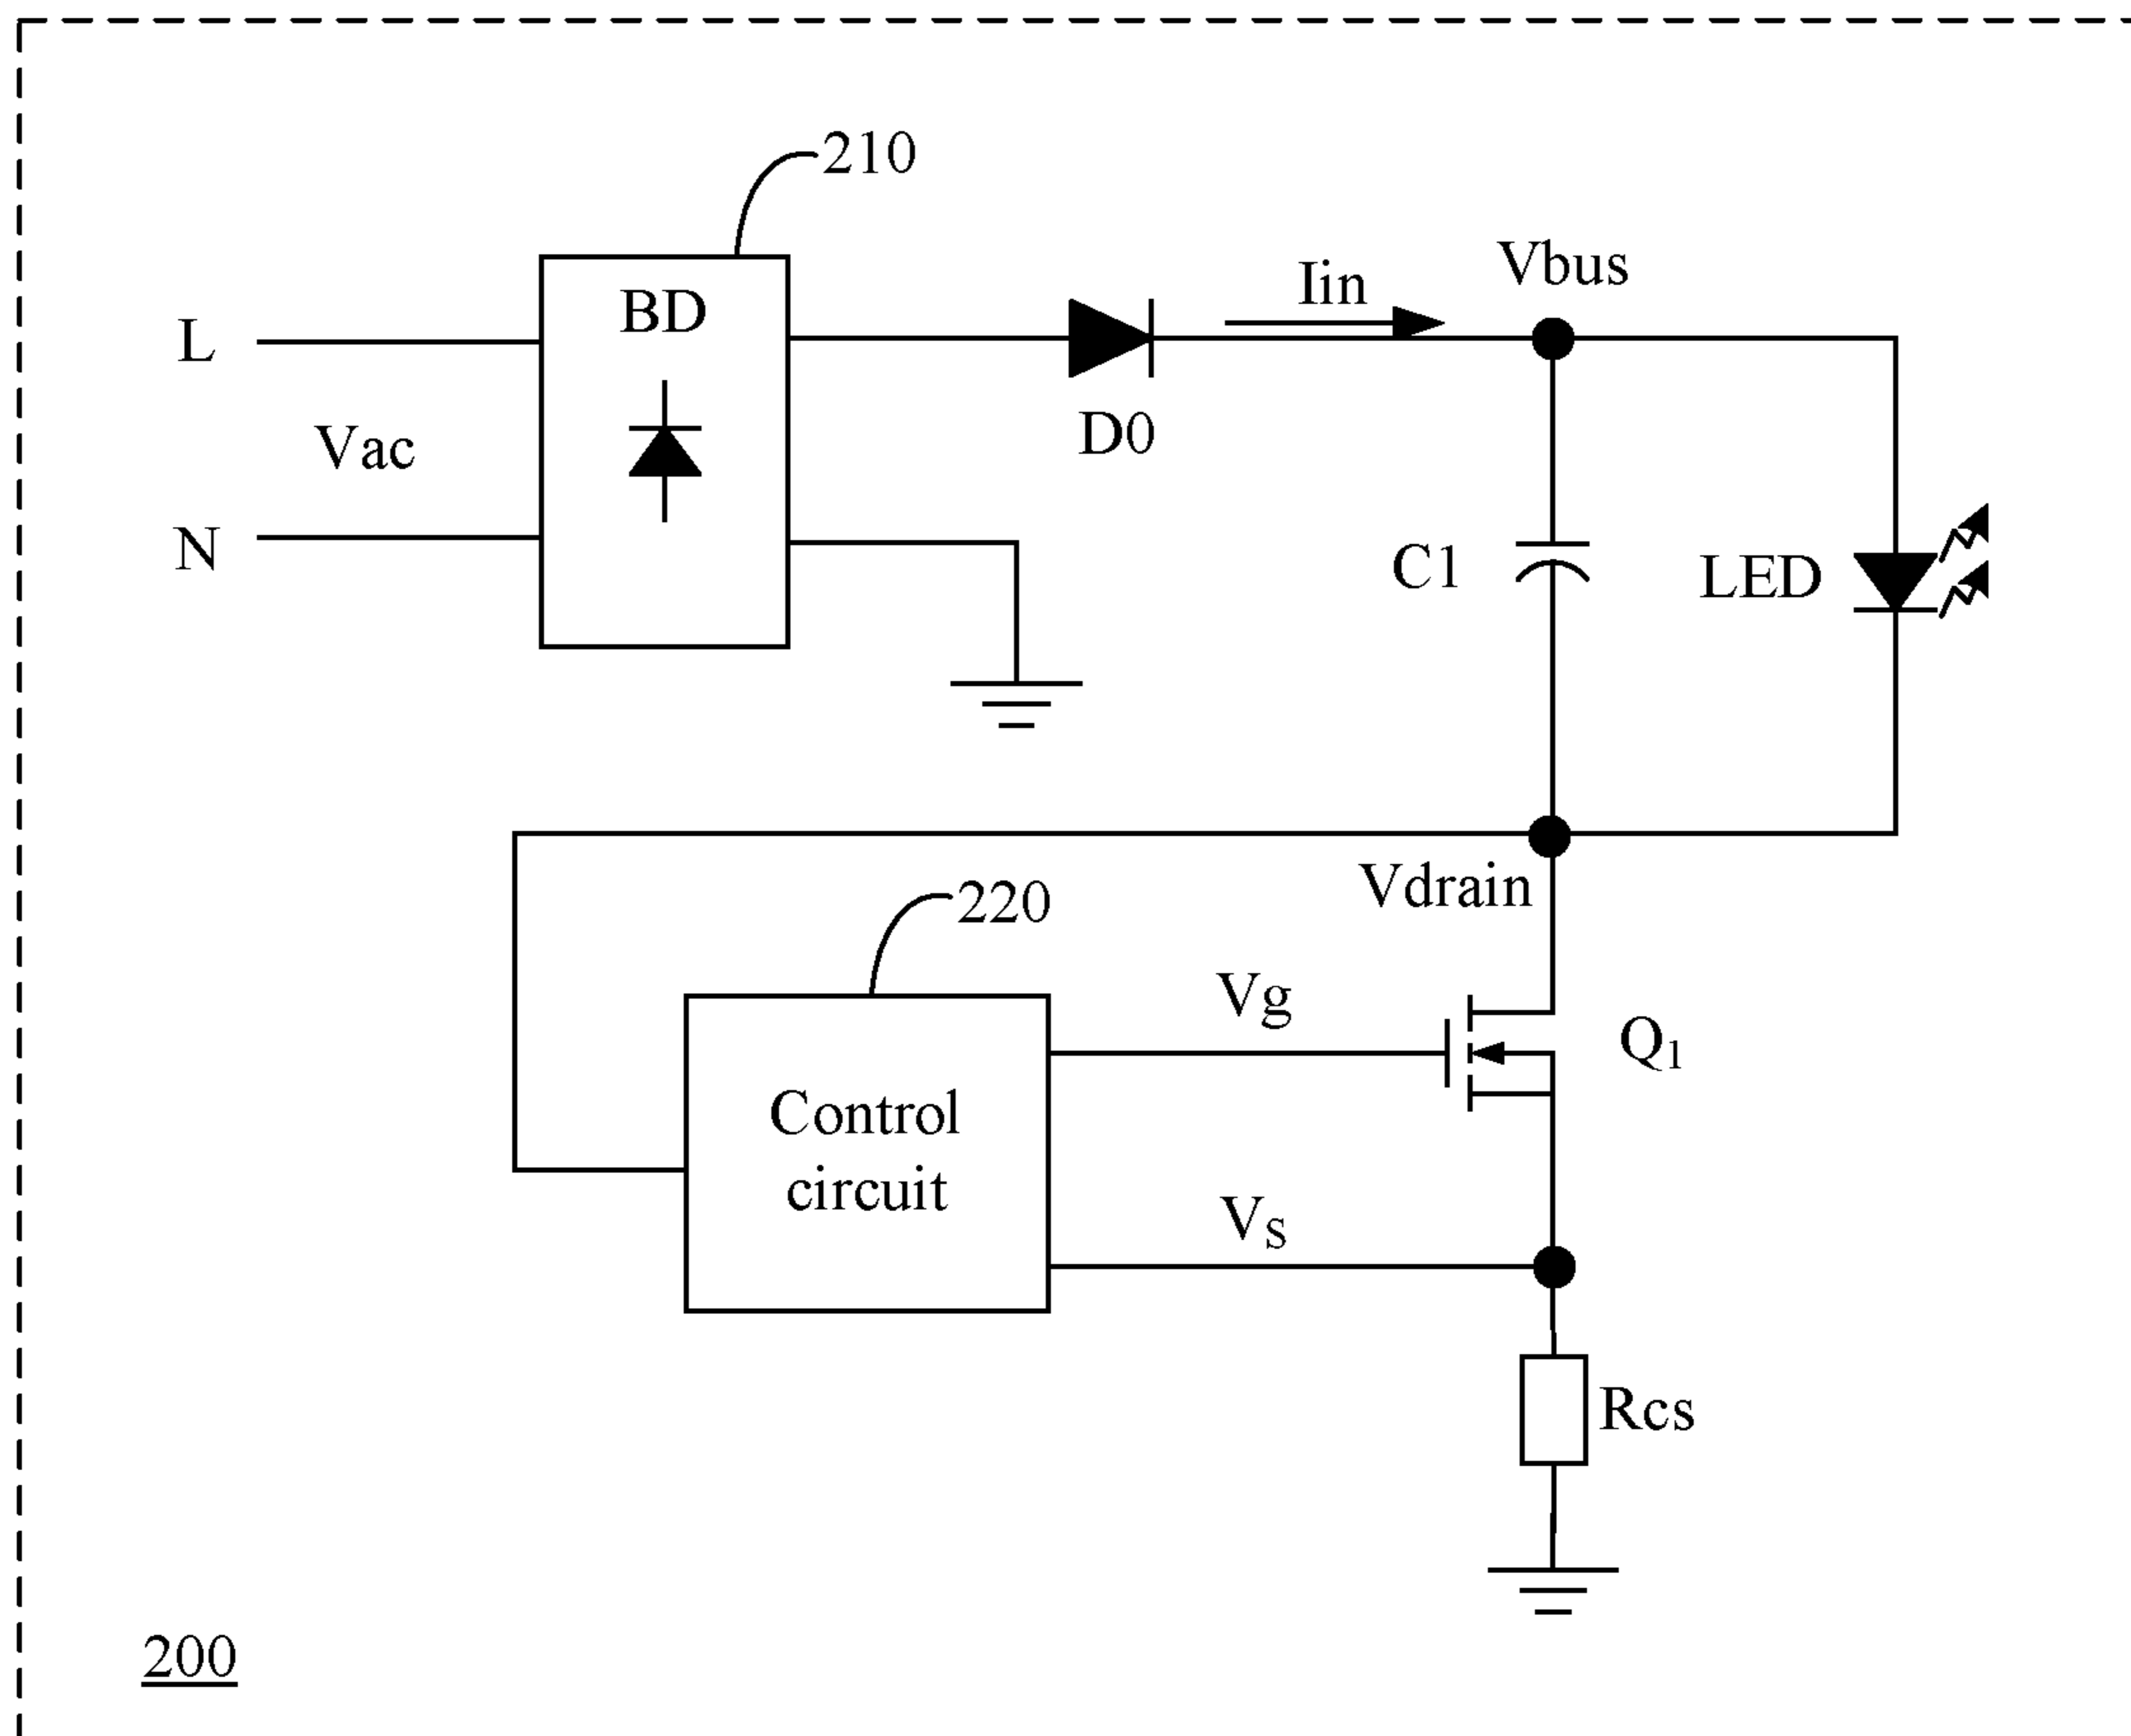 210
BD
L
Vac
N
D0
Iin
Vbus
C1
LED
Vdrain
220
Vg
Q1
Control
circuit
VS
Rcs
200